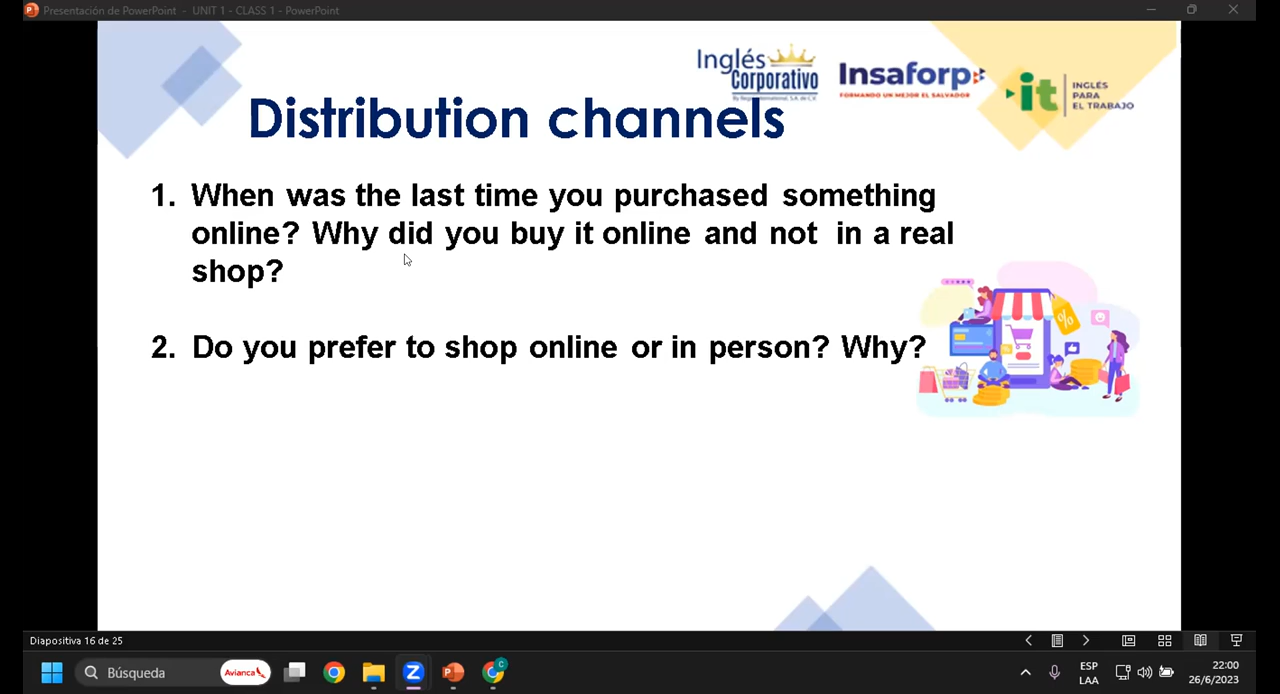 Presentación de PowerPoint - UNIT 1 - CLASS 1 - PowerPoint
Inglés
Corporativo
Insaforp
FORMANDO UN MEJOR EL SALVADOR
it
INGLÉS
PARA
EL TRABAJO
Distribution channels
1. When was the last time you purchased something
online? Why did you buy it online and not in a real
shop?
2. Do you prefer to shop online or in person? Why?
%
Diapositiva 16 de 25
Búsqueda
Avianca
ESP
LAA
22:00
26/6/2023